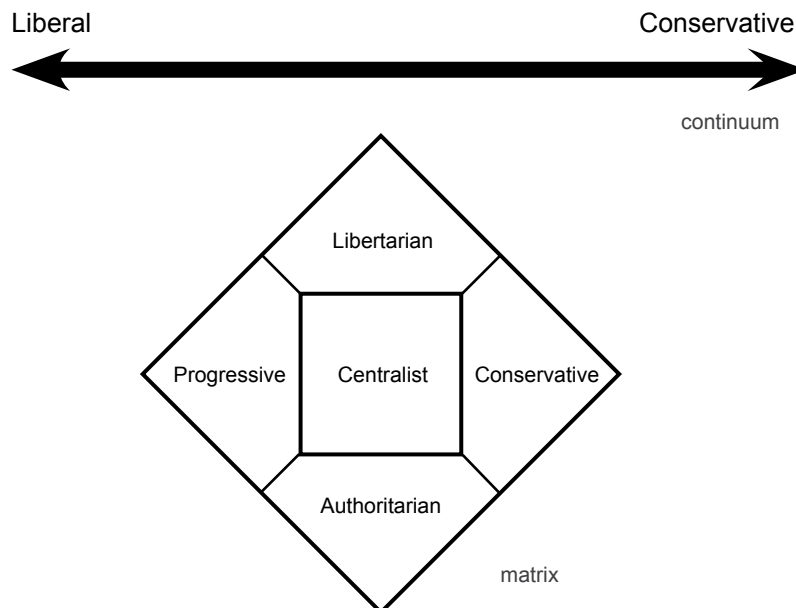 Liberal Conservative
continuum
Libertarian
Progressive Centralist Conservative
Authoritarian
matrix